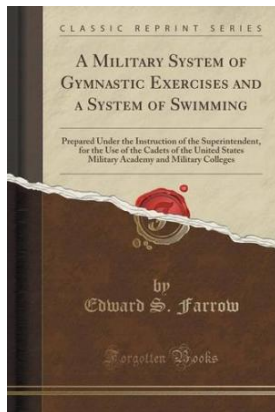 CLASSIC REPRINT SERIES
A MILITARY SYSTEM OF
GYMNASTIC EXERCISES AND
A SYSTEM OF SWIMMING
Prepared Under the Instruction of the Superintendent,
for the Use of the Cadets of the United States
Military Academy and Military Colleges
by
Edward S. Farrow
Forgotten Books